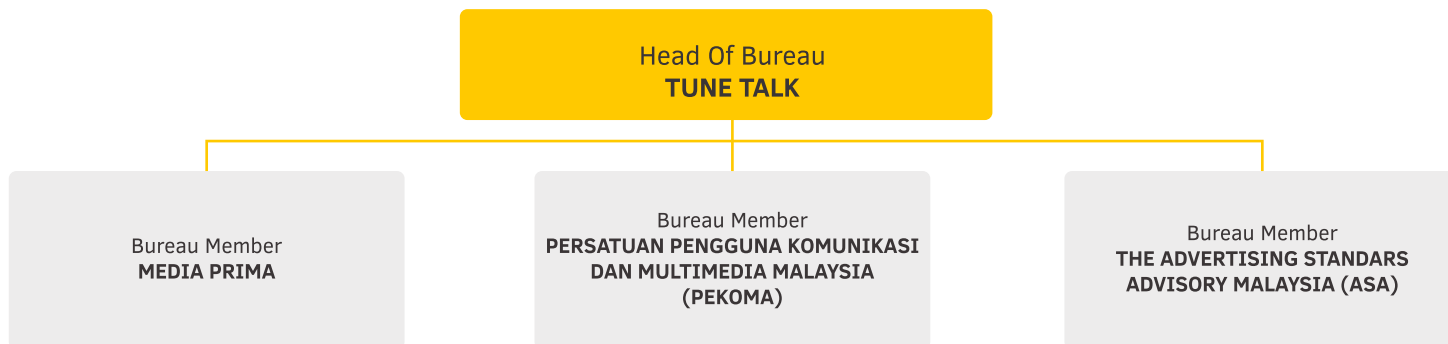 Head Of Bureau
TUNE TALK
Bureau Member
MEDIA PRIMA
Bureau Member
PERSATUAN PENGGUNA KOMUNIKASI
DAN MULTIMEDIA MALAYSIA
(PEKOMA)
Bureau Member
THE ADVERTISING STANDARS
ADVISORY MALAYSIA (ASA)